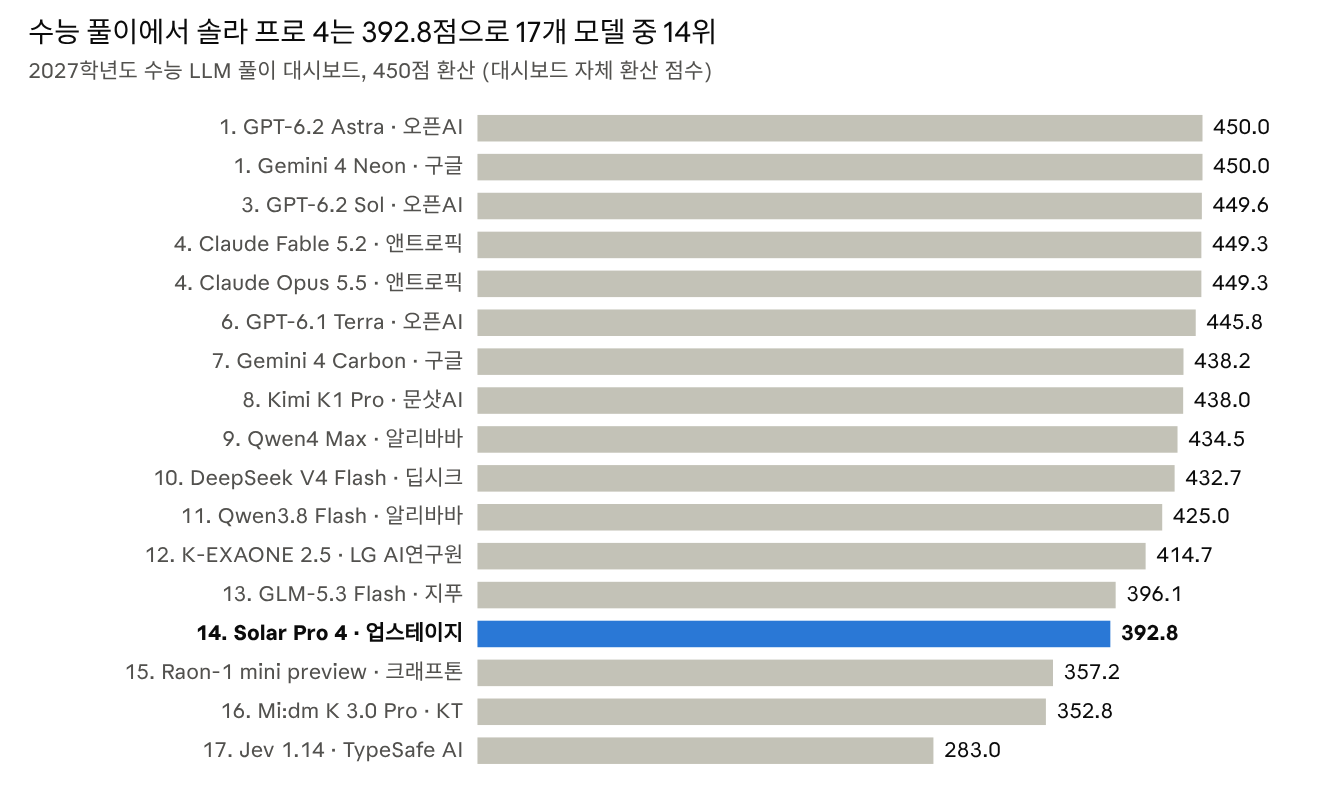 수능 풀이에서 솔라 프로 4는 392.8점으로 17개 모델 중 14위
2027학년도 수능 LLM 풀이 대시보드, 450점 환산 (대시보드 자체 환산 점수)
1. GPT-6.2 Astra · 오픈AI 450.0
1. Gemini 4 Neon · 구글 450.0
3. GPT-6.2 Sol · 오픈AI 449.6
4. Claude Fable 5.2 · 앤트로픽 449.3
4. Claude Opus 5.5 · 앤트로픽 449.3
6. GPT-6.1 Terra · 오픈AI 445.8
7. Gemini 4 Carbon · 구글 438.2
8. Kimi K1 Pro · 문샷AI 438.0
9. Qwen4 Max · 알리바바 434.5
10. DeepSeek V4 Flash · 딥시크 432.7
11. Qwen3.8 Flash · 알리바바 425.0
12. K-EXAONE 2.5 · LG AI연구원 414.7
13. GLM-5.3 Flash · 지푸 396.1
14. Solar Pro 4 · 업스테이지 392.8
15. Raon-1 mini preview · 크래프톤 357.2
16. Mi:dm K 3.0 Pro · KT 352.8
17. Jev 1.14 · TypeSafe AI 283.0